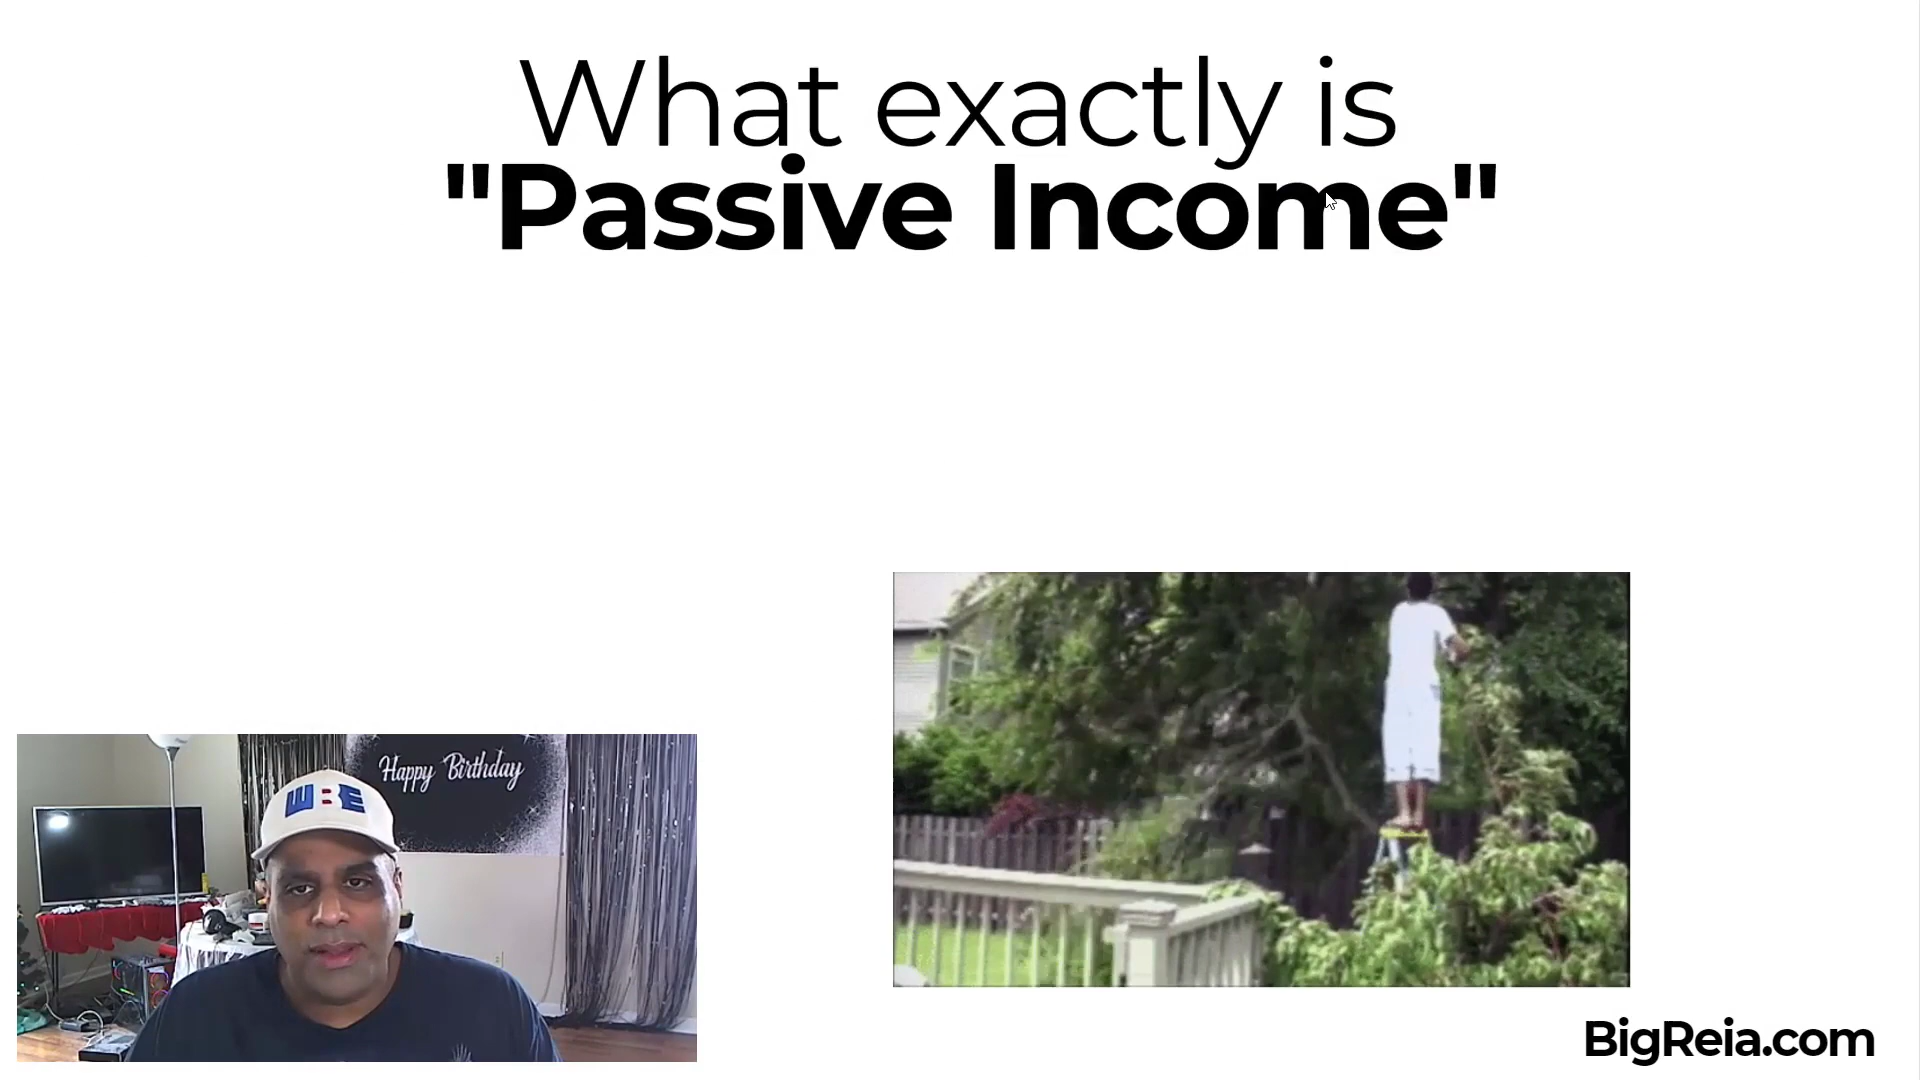 What exactly is
"Passive Income"
Happy Birthday
WBE
BigReia.com